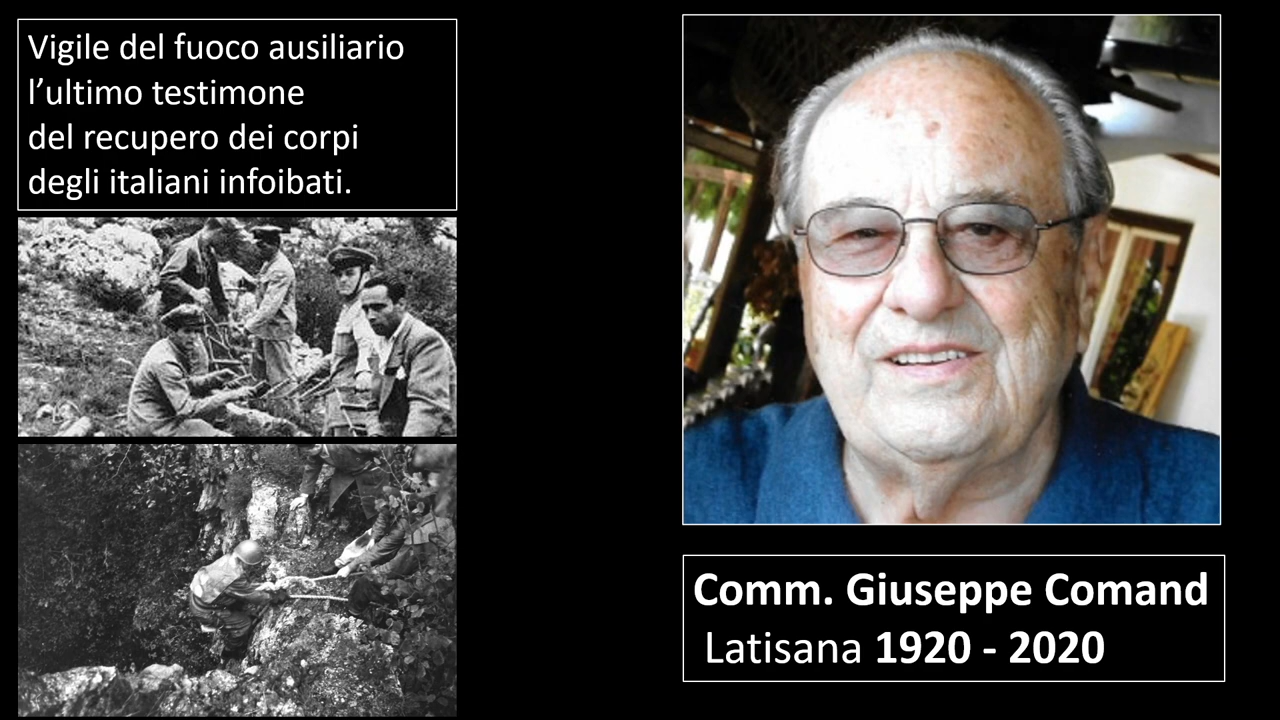 Vigile del fuoco ausiliario
l’ultimo testimone
del recupero dei corpi
degli italiani infoibati.
Comm. Giuseppe Comand
Latisana 1920 - 2020